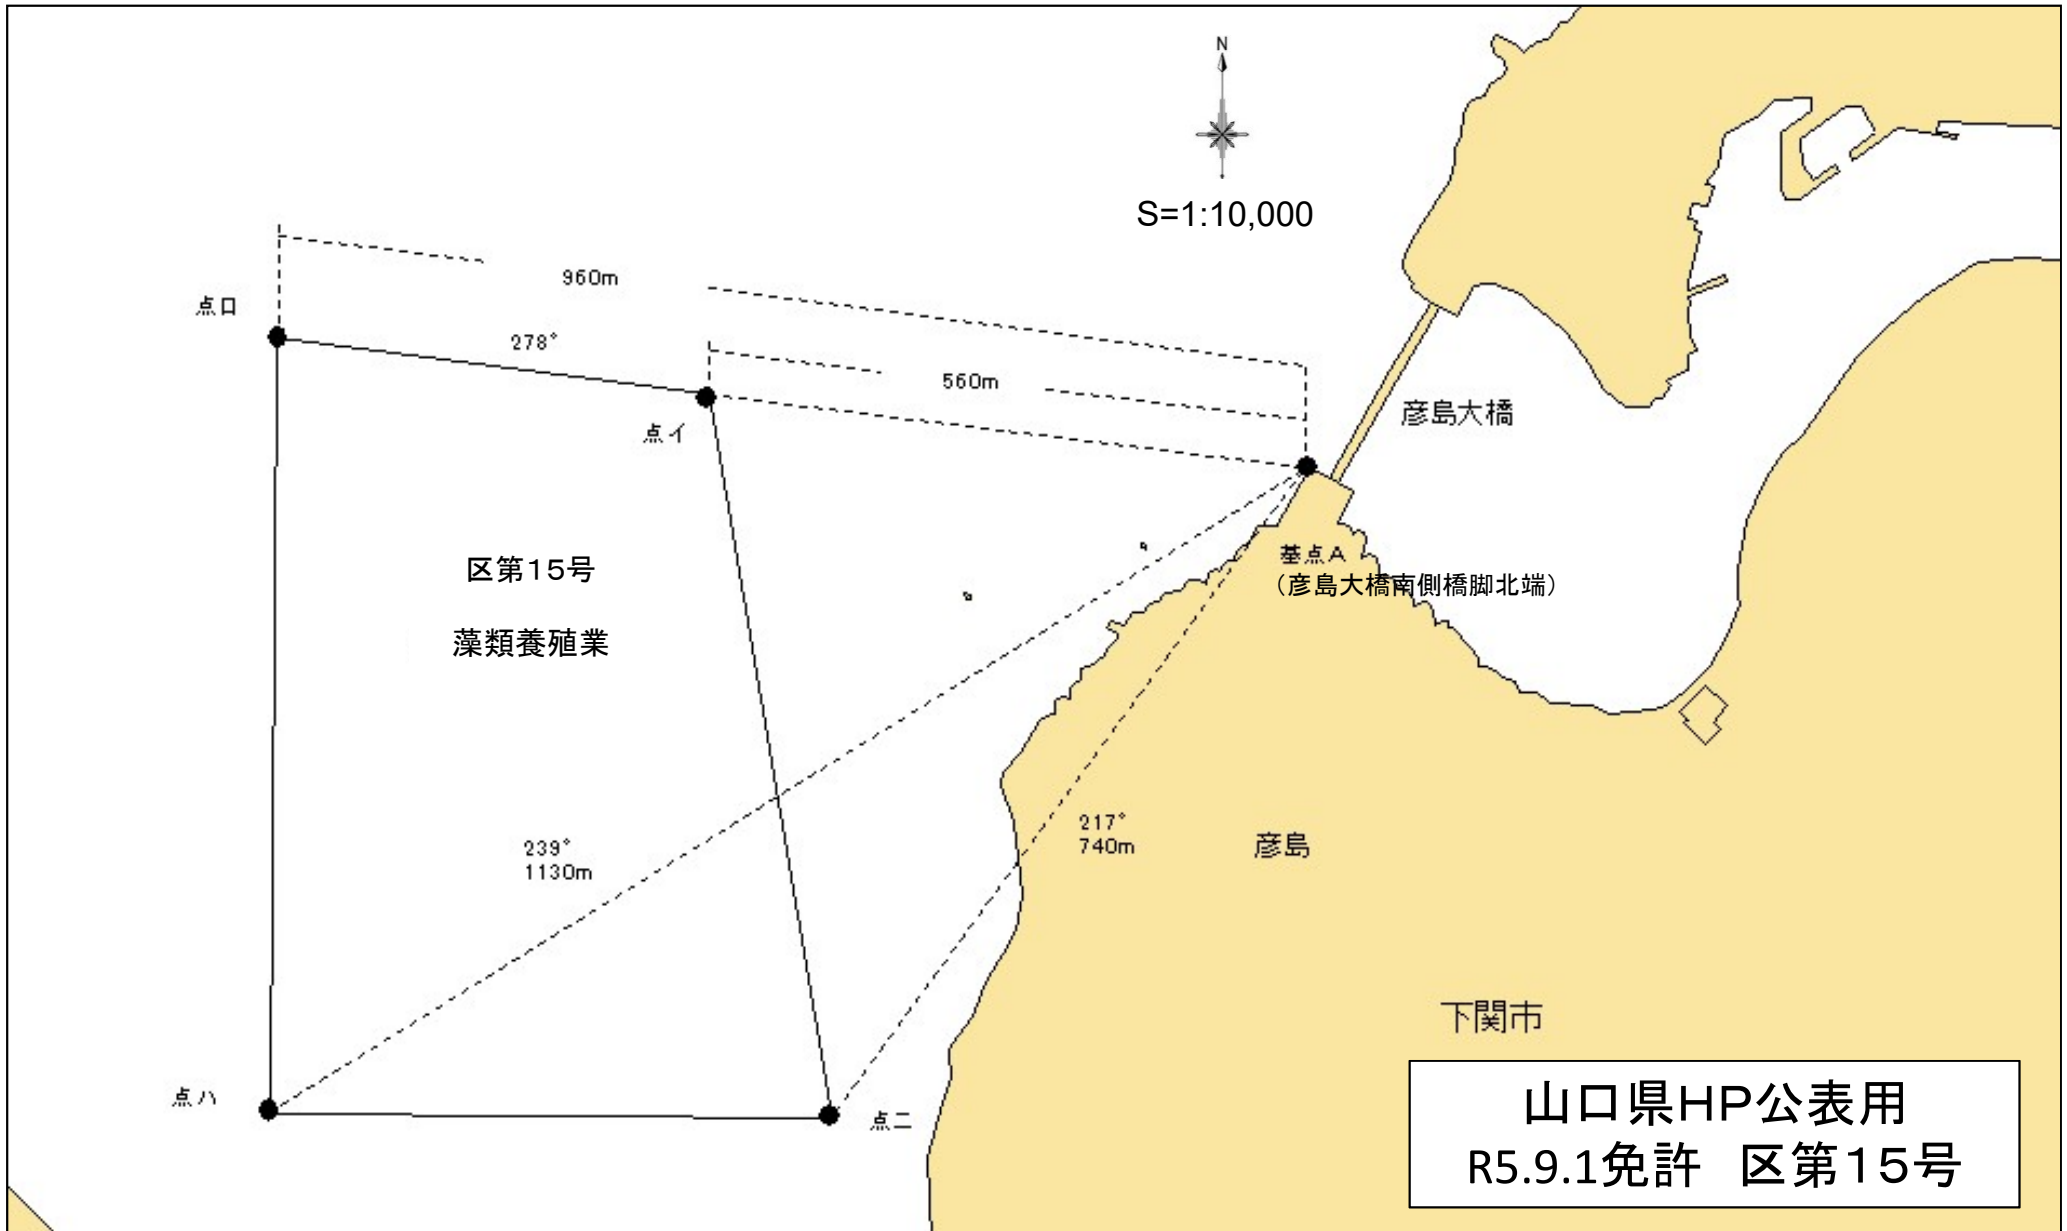 N
S=1:10,000
960m
点ロ
278°
560m
彦島大橋
点イ
基点A
(彦島大橋南側橋脚北端)
区第15号
藻類養殖業
217°
740m
彦島
239°
1130m
下関市
点ハ
点ニ
山口県HP公表用
R5.9.1免許 区第15号